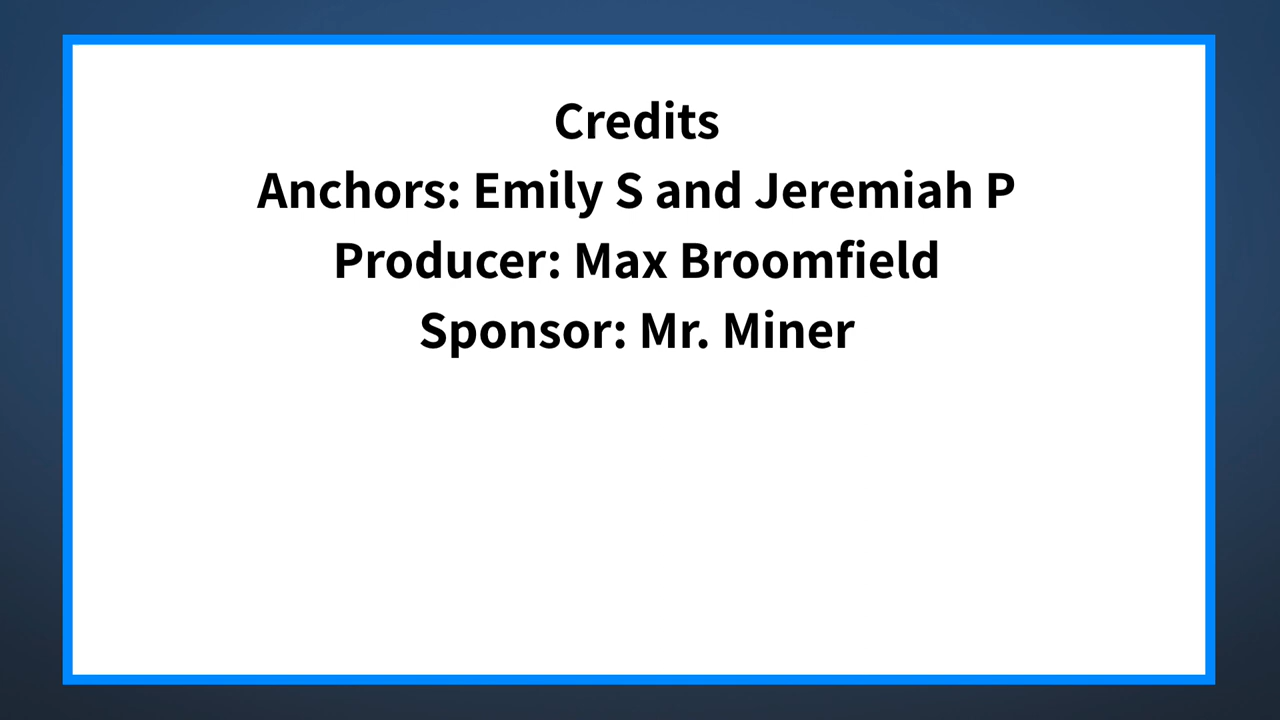 Credits
Anchors: Emily S and Jeremiah P
Producer: Max Broomfield
Sponsor: Mr. Miner